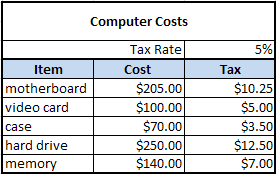 Computer Costs
Tax Rate 5%
Item Cost Tax
motherboard $205.00 $10.25
video card $100.00 $5.00
case $70.00 $3.50
hard drive $250.00 $12.50
memory $140.00 $7.00